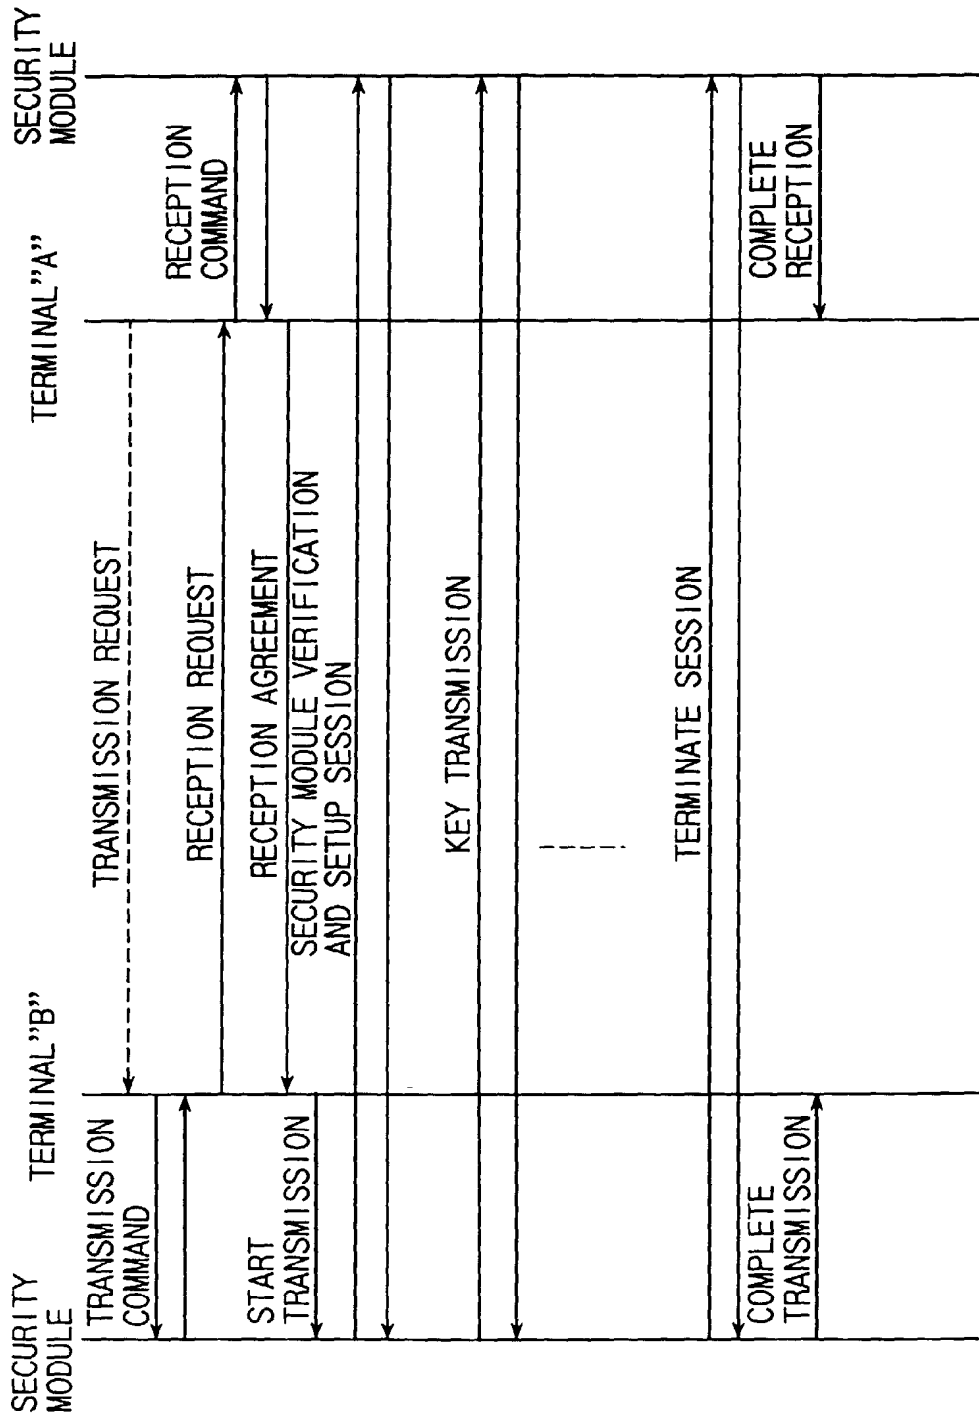 SECURITY
MODULE
TERMINAL"B"
TERMINAL"A"
SECURITY
MODULE
TRANSMISSION REQUEST
TRANSMISSION
COMMAND
RECEPTION REQUEST
RECEPTION
COMMAND
RECEPTION AGREEMENT
START
TRANSMISSION
SECURITY MODULE VERIFICATION
AND SETUP SESSION
KEY TRANSMISSION
TERMINATE SESSION
COMPLETE
TRANSMISSION
COMPLETE
RECEPTION